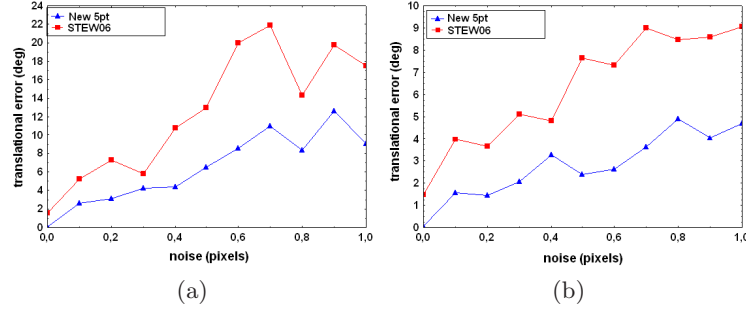 New 5pt
STEW06
translational error (deg)
24
22
20
18
16
14
12
10
8
6
4
2
0
0,0 0,2 0,4 0,6 0,8 1,0
noise (pixels)
(a)
New 5pt
STEW06
translational error (deg)
10
9
8
7
6
5
4
3
2
1
0
0,0 0,2 0,4 0,6 0,8 1,0
noise (pixels)
(b)